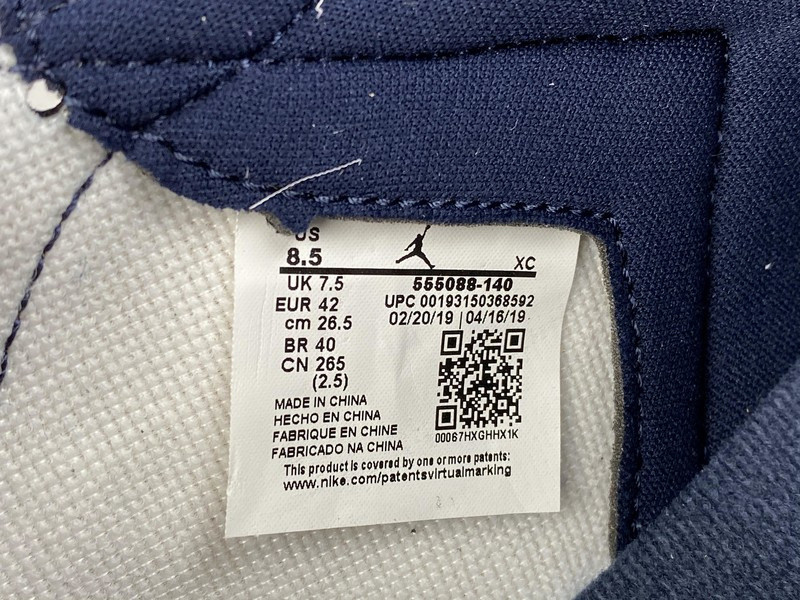 US
8.5
XC
UK 7.5
555088-140
EUR 42
UPC 00193150368592
cm 26.5
02/20/19 | 04/16/19
BR 40
CN 265
(2.5)
MADE IN CHINA
HECHO EN CHINA
FABRIQUE EN CHINE
FABRICADO NA CHINA
00067HXGHHX1K
This product is covered by one or more patents:
www.nike.com/patentsvirtualmarking